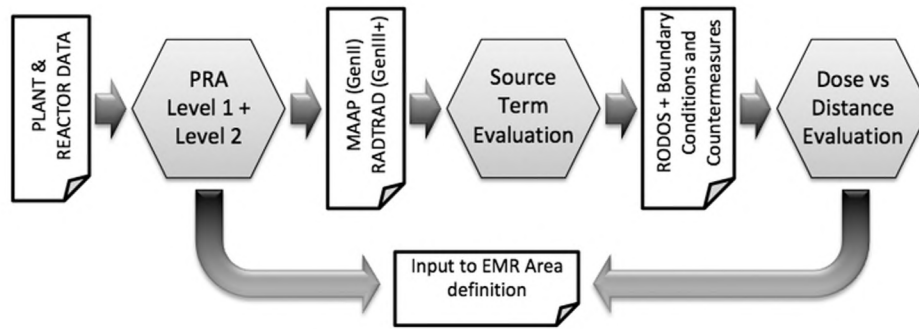 PLANT &
REACTOR DATA
PRA
Level 1 +
Level 2
MAAP (GenII)
RADTRAD (GenIII+)
Source
Term
Evaluation
RODOS + Boundary
Conditions and
Countermeasures
Dose vs
Distance
Evaluation
Input to EMR Area
definition